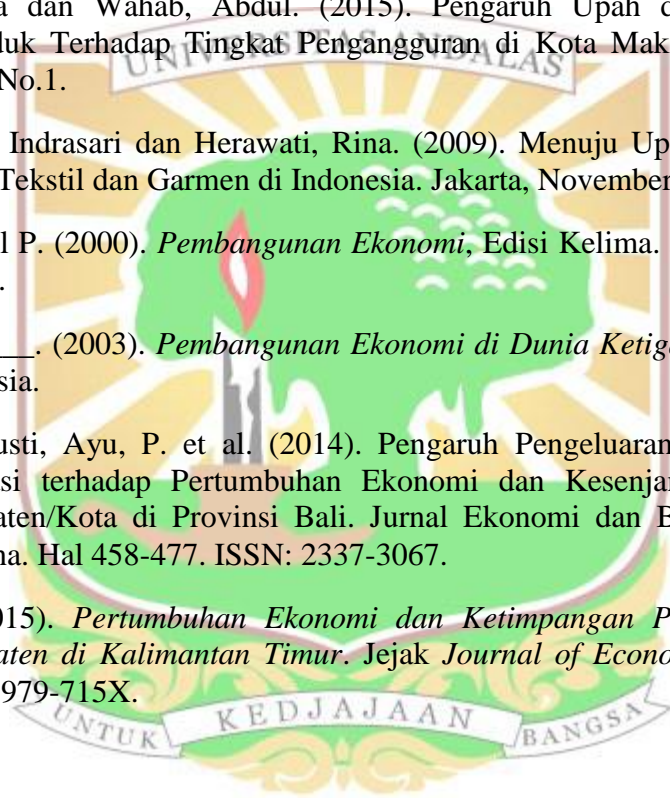 a dan Wahab, Abdul. (2015). Pengaruh Upah d
luk Terhadap Tingkat Pengangguran di Kota Mak
UNIVERSITAS ANDALAS
No.1.
Indrasari dan Herawati, Rina. (2009). Menuju Up
Tekstil dan Garmen di Indonesia. Jakarta, November
l P. (2000). Pembangunan Ekonomi, Edisi Kelima.
.
__. (2003). Pembangunan Ekonomi di Dunia Ketiga
sia.
usti, Ayu, P. et al. (2014). Pengaruh Pengeluaran
si terhadap Pertumbuhan Ekonomi dan Kesenjan
aten/Kota di Provinsi Bali. Jurnal Ekonomi dan B
na. Hal 458-477. ISSN: 2337-3067.
015). Pertumbuhan Ekonomi dan Ketimpangan P
aten di Kalimantan Timur. Jejak Journal of Econo
979-715X.
UNTUK KEDJAJAAN BANGSA